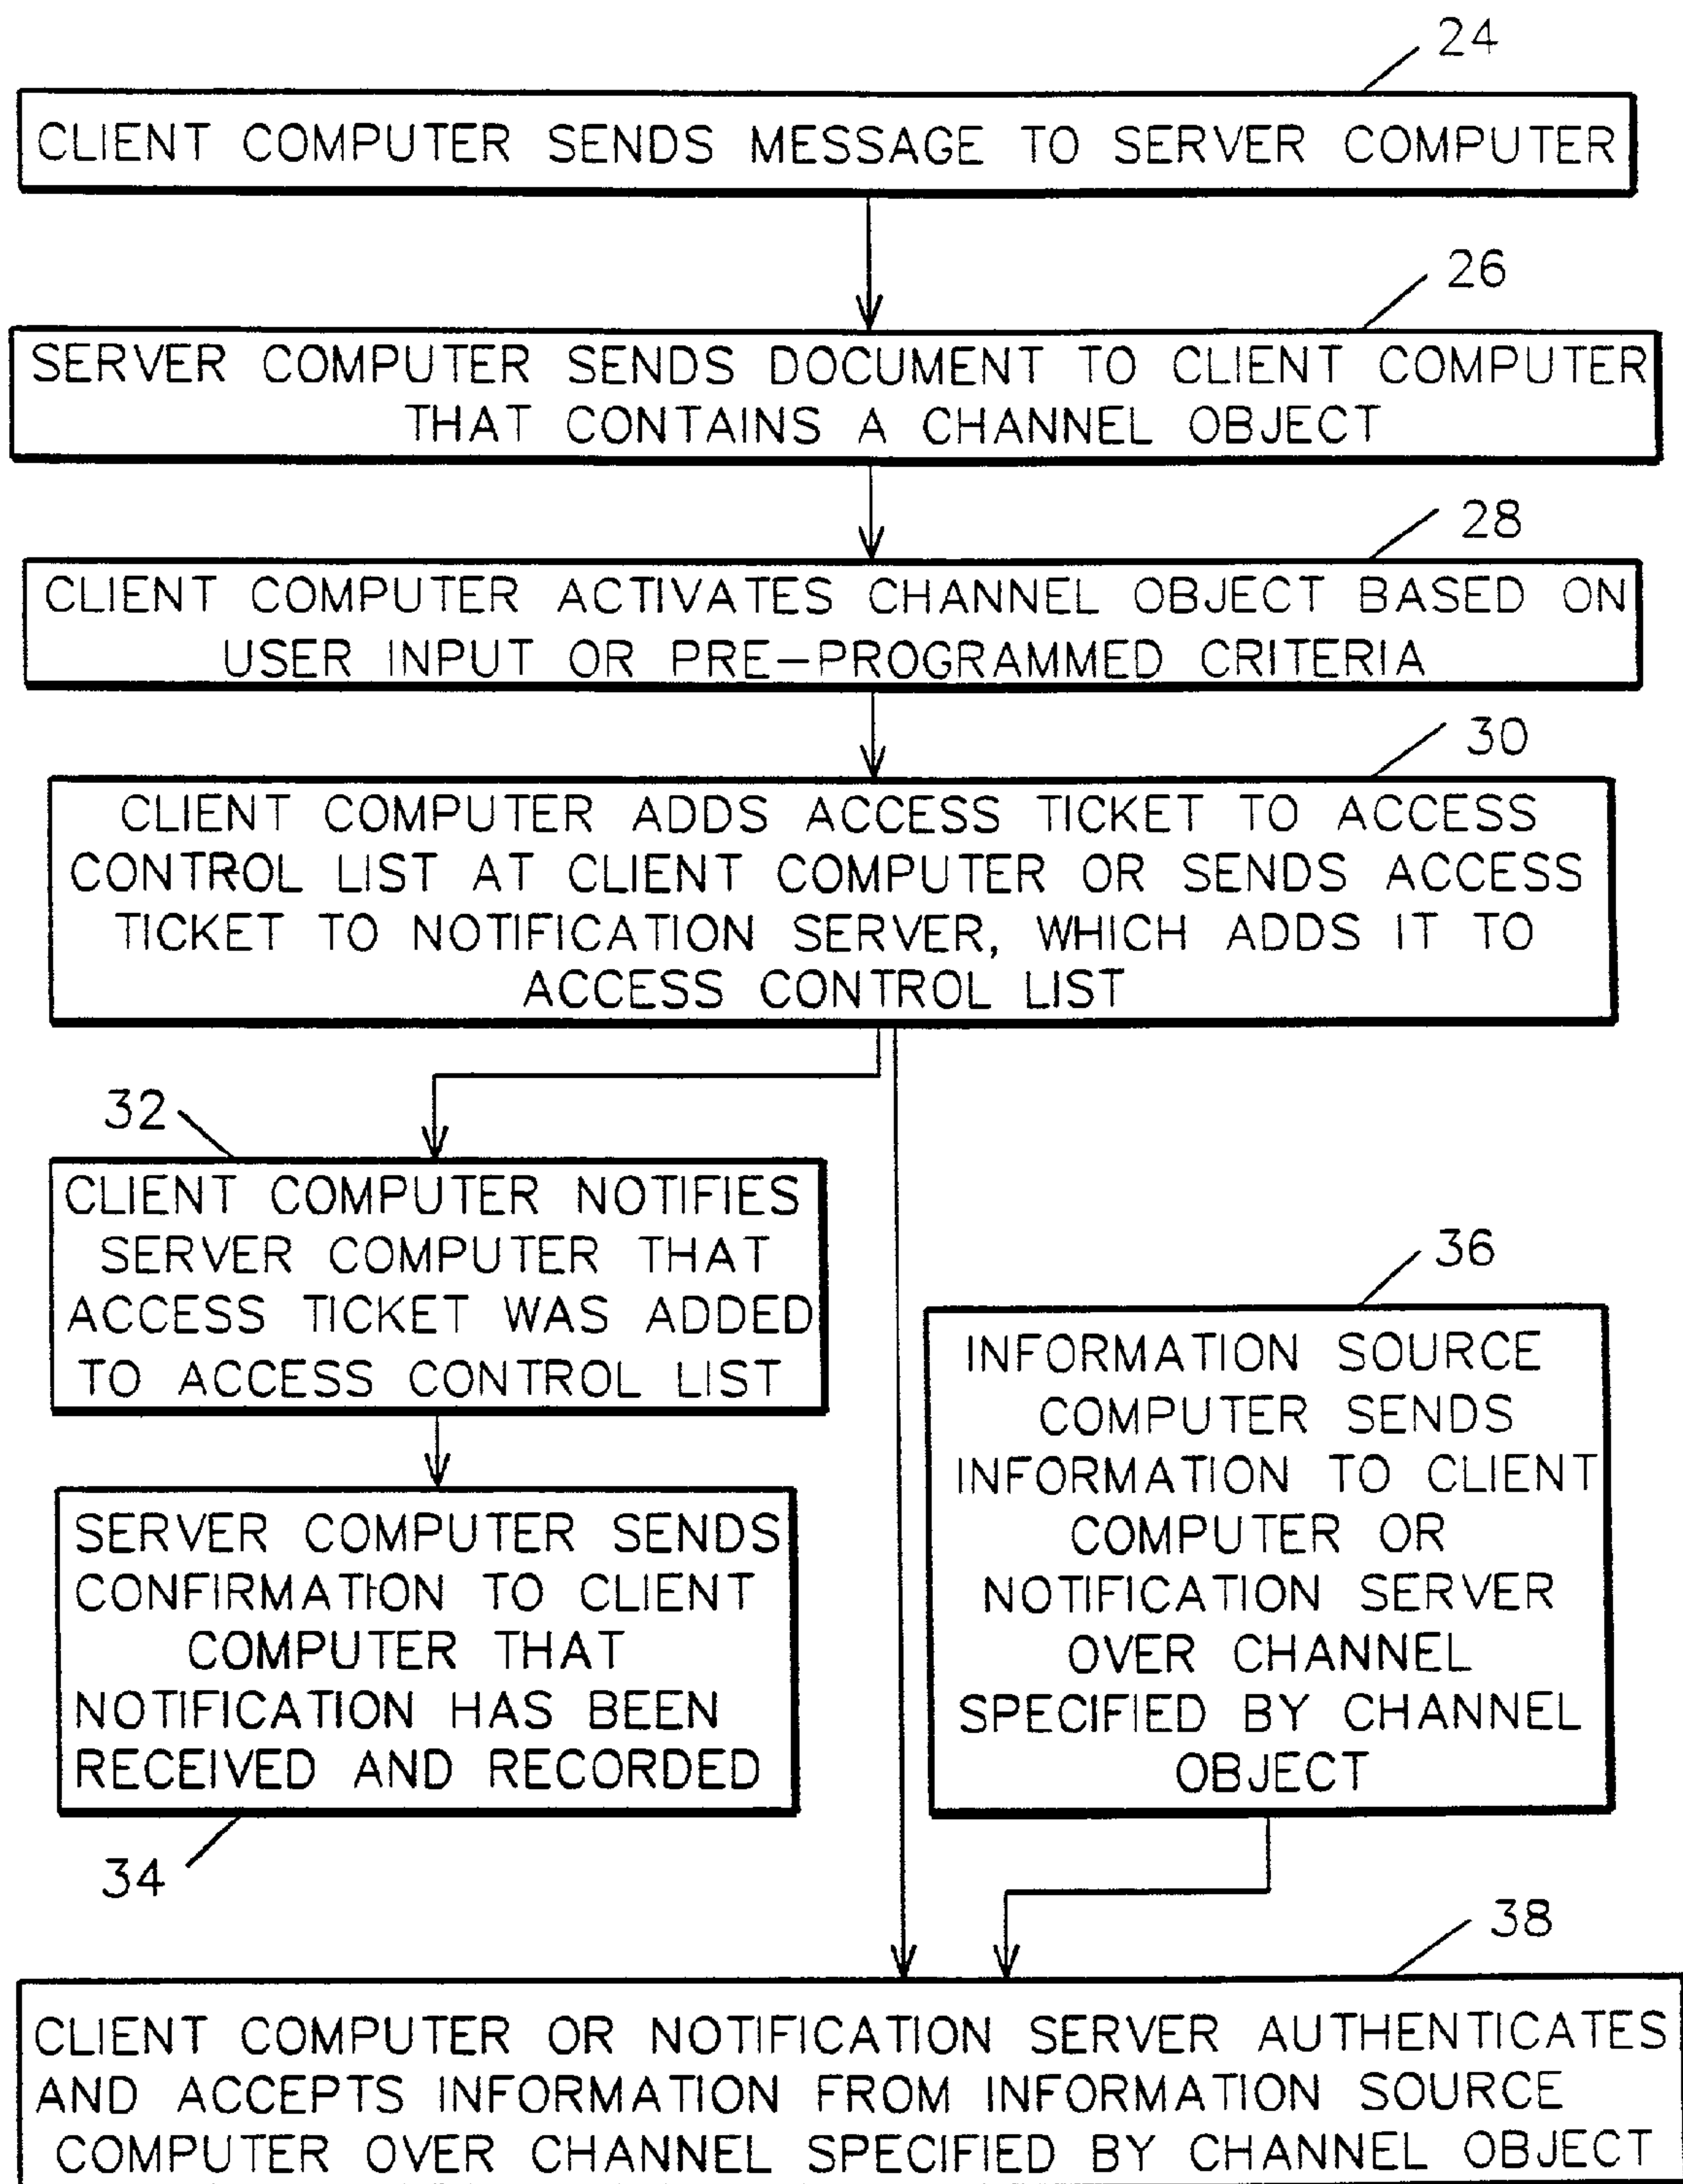 24
CLIENT COMPUTER SENDS MESSAGE TO SERVER COMPUTER
26
SERVER COMPUTER SENDS DOCUMENT TO CLIENT COMPUTER
THAT CONTAINS A CHANNEL OBJECT
28
CLIENT COMPUTER ACTIVATES CHANNEL OBJECT BASED ON
USER INPUT OR PRE-PROGRAMMED CRITERIA
30
CLIENT COMPUTER ADDS ACCESS TICKET TO ACCESS
CONTROL LIST AT CLIENT COMPUTER OR SENDS ACCESS
TICKET TO NOTIFICATION SERVER, WHICH ADDS IT TO
ACCESS CONTROL LIST
32
CLIENT COMPUTER NOTIFIES
SERVER COMPUTER THAT
ACCESS TICKET WAS ADDED
TO ACCESS CONTROL LIST
SERVER COMPUTER SENDS
CONFIRMATION TO CLIENT
COMPUTER THAT
NOTIFICATION HAS BEEN
RECEIVED AND RECORDED
34
36
INFORMATION SOURCE
COMPUTER SENDS
INFORMATION TO CLIENT
COMPUTER OR
NOTIFICATION SERVER
OVER CHANNEL
SPECIFIED BY CHANNEL
OBJECT
38
CLIENT COMPUTER OR NOTIFICATION SERVER AUTHENTICATES
AND ACCEPTS INFORMATION FROM INFORMATION SOURCE
COMPUTER OVER CHANNEL SPECIFIED BY CHANNEL OBJECT